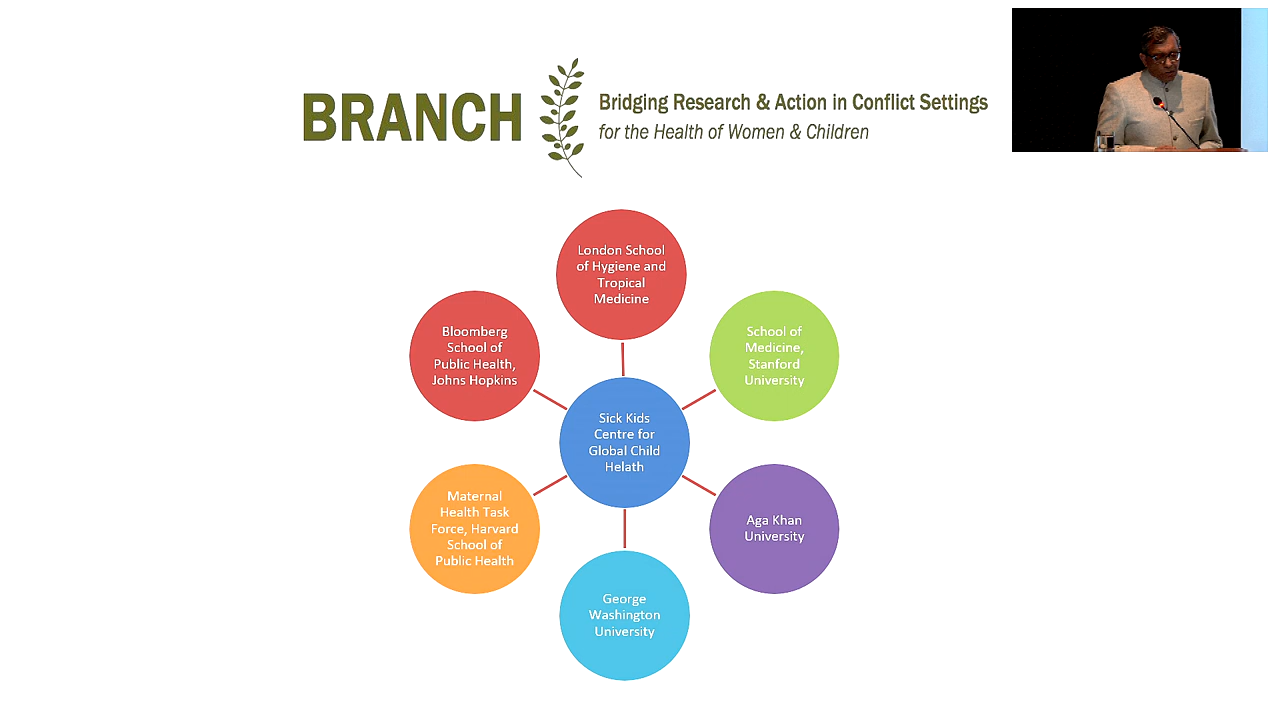 BRANCH
Bridging Research & Action in Conflict Settings
for the Health of Women & Children
London School
of Hygiene and
Tropical
Medicine
Bloomberg
School of
Public Health,
Johns Hopkins
School of
Medicine,
Stanford
University
Sick Kids
Centre for
Global Child
Helath
Maternal
Health Task
Force, Harvard
School of
Public Health
Aga Khan
University
George
Washington
University